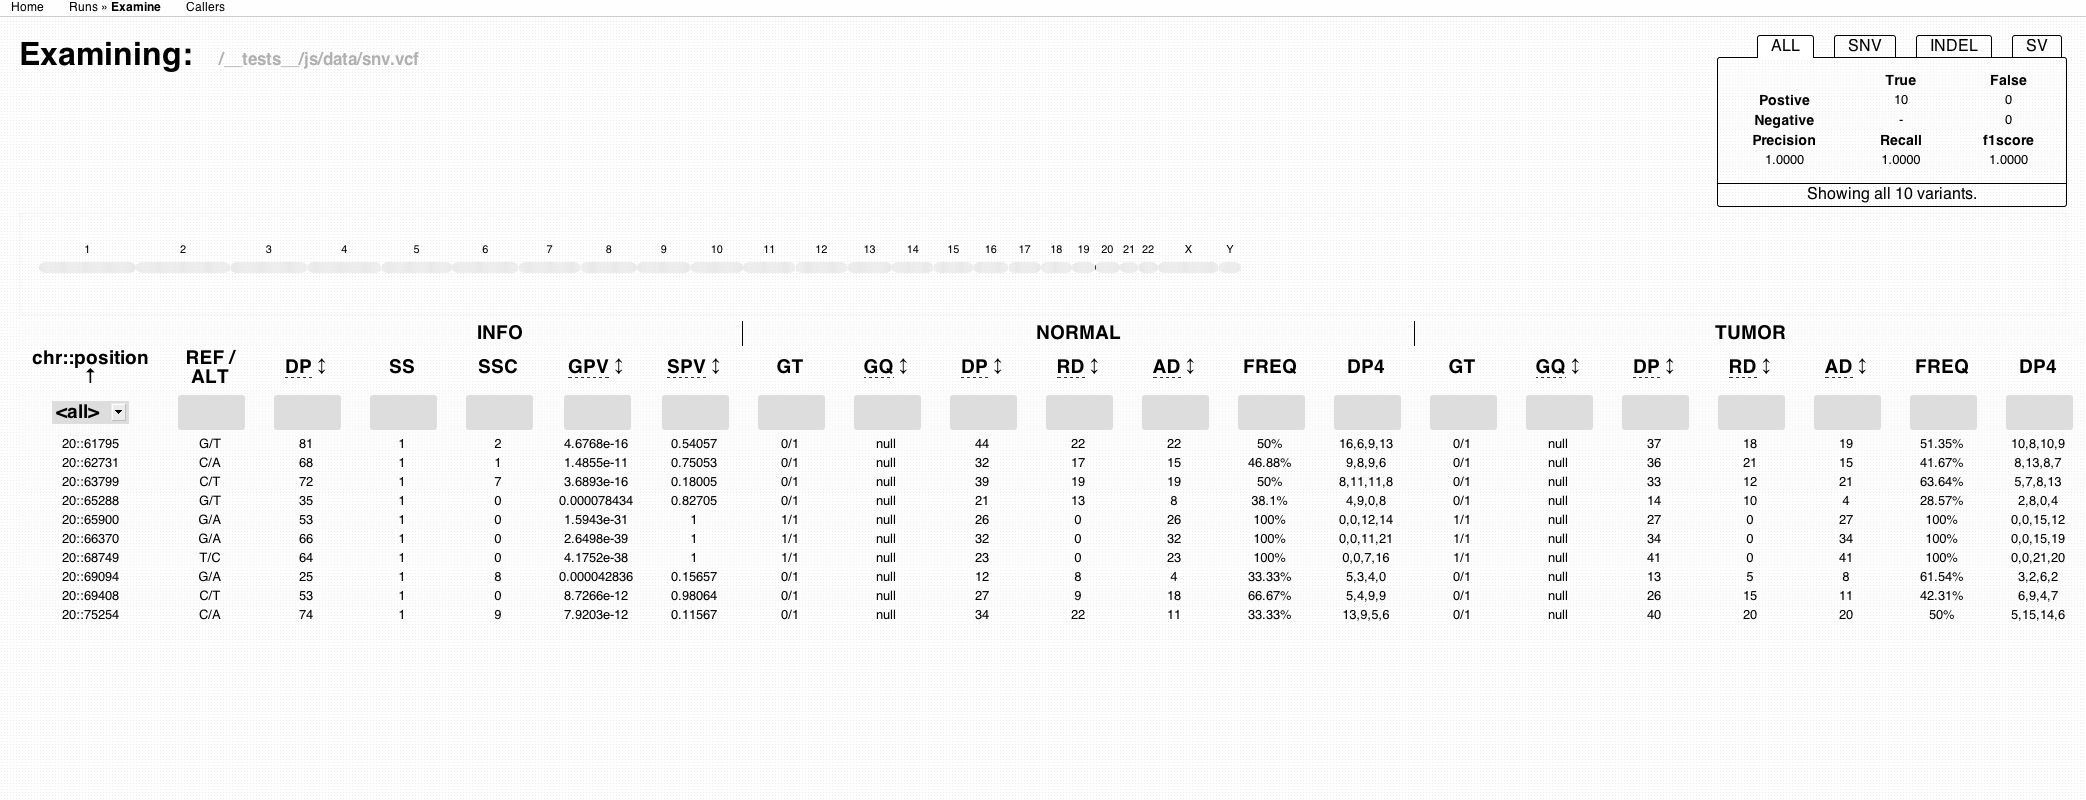 Home Runs » Examine Callers
Examining: /__tests__/js/data/snv.vcf
ALL SNV INDEL SV
True False
Postive 10 0
Negative - 0
Precision Recall f1score
1.0000 1.0000 1.0000
Showing all 10 variants.
1 2 3 4 5 6 7 8 9 10 11 12 13 14 15 16 17 18 19 20 21 22 X Y
INFO NORMAL TUMOR
chr::position ↑ REF / ALT DP ↕ SS SSC GPV ↕ SPV ↕ GT GQ ↕ DP ↕ RD ↕ AD ↕ FREQ DP4 GT GQ ↕ DP ↕ RD ↕ AD ↕ FREQ DP4
<all>
20::61795 G/T 81 1 2 4.6768e-16 0.54057 0/1 null 44 22 22 50% 16,6,9,13 0/1 null 37 18 19 51.35% 10,8,10,9
20::62731 C/A 68 1 1 1.4855e-11 0.75053 0/1 null 32 17 15 46.88% 9,8,9,6 0/1 null 36 21 15 41.67% 8,13,8,7
20::63799 C/T 72 1 7 3.6893e-16 0.18005 0/1 null 39 19 19 50% 8,11,11,8 0/1 null 33 12 21 63.64% 5,7,8,13
20::65288 G/T 35 1 0 0.000078434 0.82705 0/1 null 21 13 8 38.1% 4,9,0,8 0/1 null 14 10 4 28.57% 2,8,0,4
20::65900 G/A 53 1 0 1.5943e-31 1 1/1 null 26 0 26 100% 0,0,12,14 1/1 null 27 0 27 100% 0,0,15,12
20::66370 G/A 66 1 0 2.6498e-39 1 1/1 null 32 0 32 100% 0,0,11,21 1/1 null 34 0 34 100% 0,0,15,19
20::68749 T/C 64 1 0 4.1752e-38 1 1/1 null 23 0 23 100% 0,0,7,16 1/1 null 41 0 41 100% 0,0,21,20
20::69094 G/A 25 1 8 0.000042836 0.15657 0/1 null 12 8 4 33.33% 5,3,4,0 0/1 null 13 5 8 61.54% 3,2,6,2
20::69408 C/T 53 1 0 8.7266e-12 0.98064 0/1 null 27 9 18 66.67% 5,4,9,9 0/1 null 26 15 11 42.31% 6,9,4,7
20::75254 C/A 74 1 9 7.9203e-12 0.11567 0/1 null 34 22 11 33.33% 13,9,5,6 0/1 null 40 20 20 50% 5,15,14,6